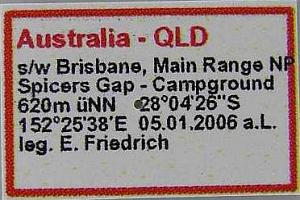 Australia - QLD
s/w Brisbane, Main Range NP
Spicers Gap - Campground
620m üNN 28°04'26"S
152°25'38'E 05.01.2006 a.L.
leg. E. Friedrich